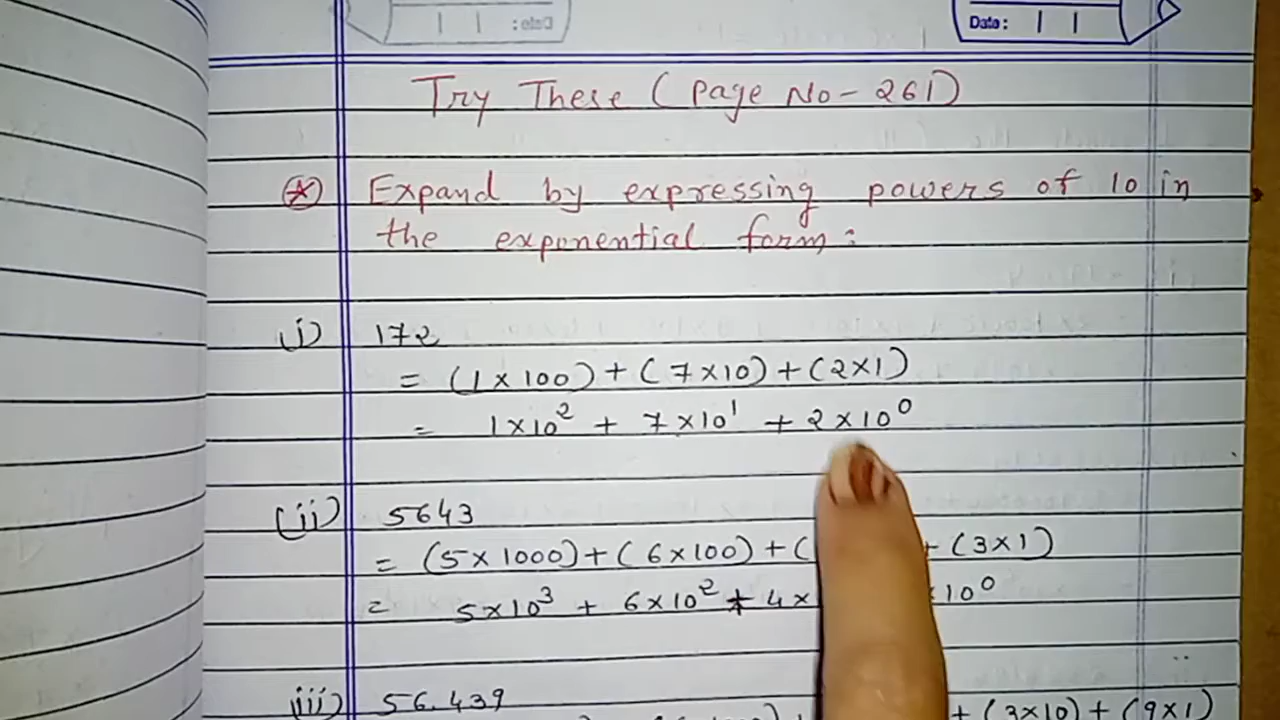 Date:
Try These (Page No - 261)
Expand by expressing powers of 10 in
the exponential form:
(i) 172
= (1×100) + (7×10) + (2×1)
= 1×10² + 7×10¹ + 2×10⁰
(ii) 5643
= (5×1000) + (6×100) + ( + (3×1)
= 5×10³ + 6×10² + 4× 10⁰
(iii) 56,439
+ (3×10) + (9×1)